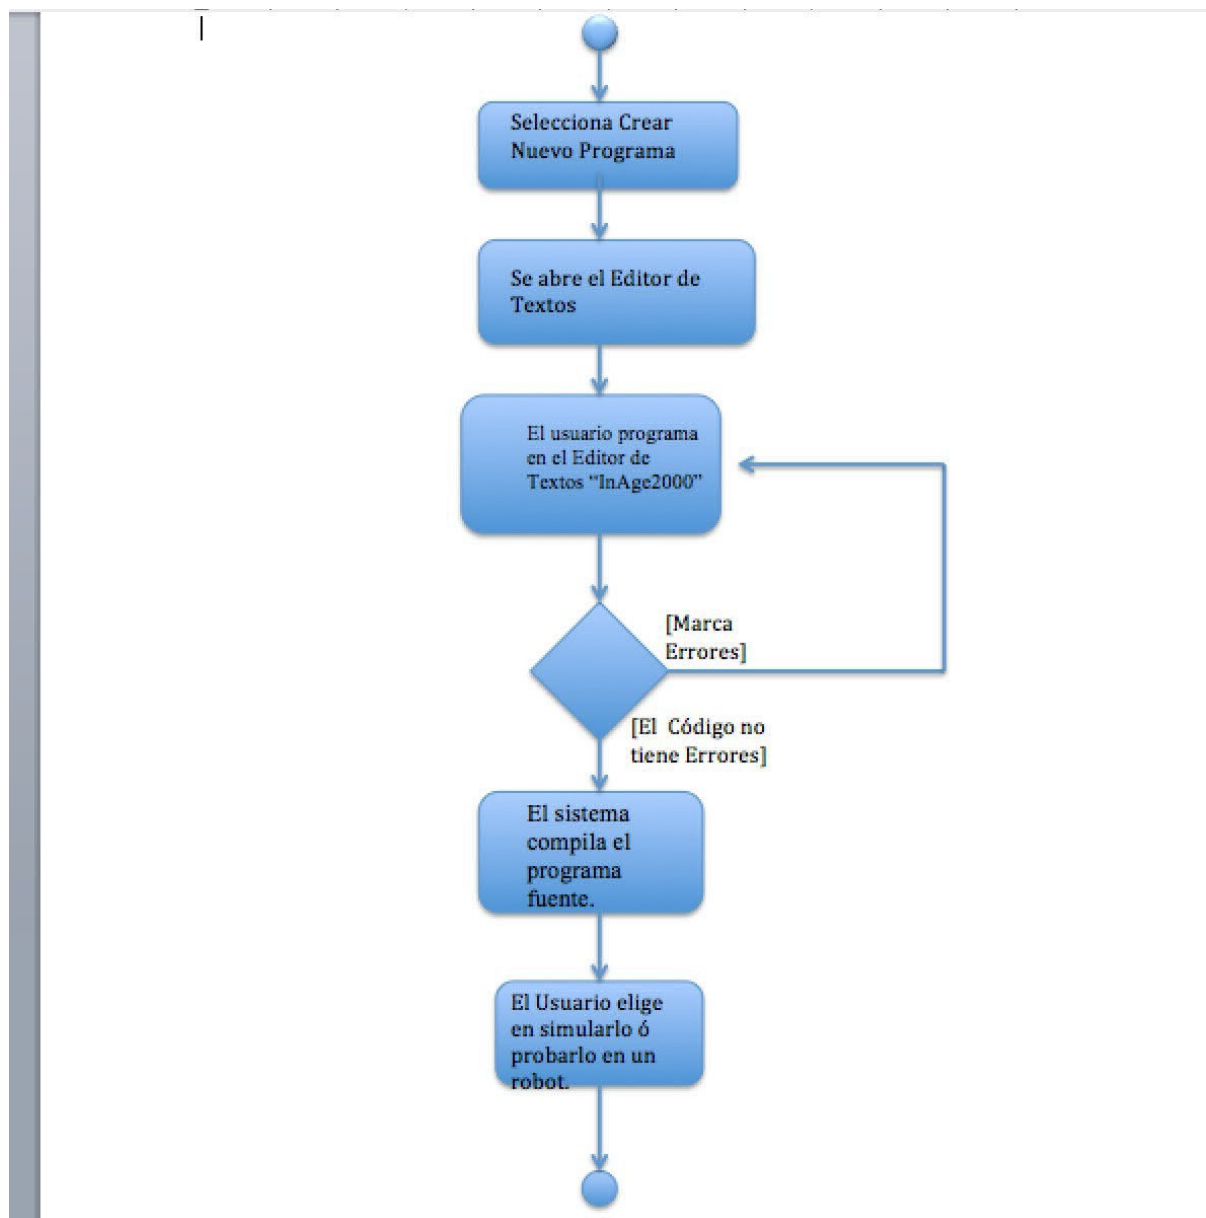 Selecciona Crear
Nuevo Programa
Se abre el Editor de
Textos
El usuario programa
en el Editor de
Textos “InAge2000”
[Marca
Errores]
[El  Código no
tiene Errores]
El sistema
compila el
programa
fuente.
El Usuario elige
en simularlo ó
probarlo en un
robot.